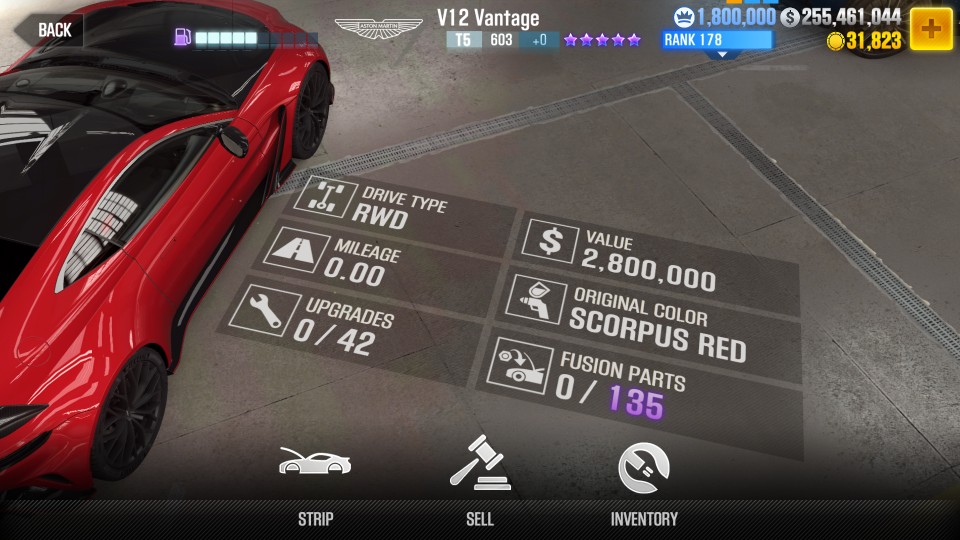 BACK
ASTON MARTIN
V12 Vantage
T5 603 +0
1,800,000 $ 255,461,044
RANK 178
31,823
+
DRIVE TYPE
RWD
MILEAGE
0.00
UPGRADES
0 / 42
$ VALUE
2,800,000
ORIGINAL COLOR
SCORPUS RED
FUSION PARTS
0 / 135
STRIP
SELL
INVENTORY